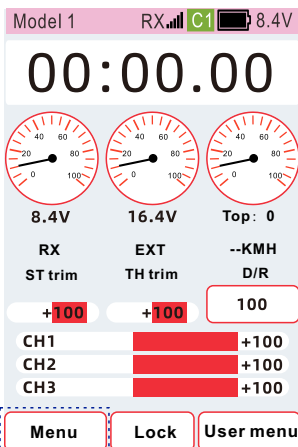 Model 1 RX C1 8.4V
00:00.00
40 60 40 60 40 60
20 80 20 80 20 80
0 100 0 100 0 100
8.4V 16.4V Top: 0
RX EXT --KMH
ST trim TH trim D/R
+100 +100 100
CH1 +100
CH2 +100
CH3 +100
Menu Lock User menu